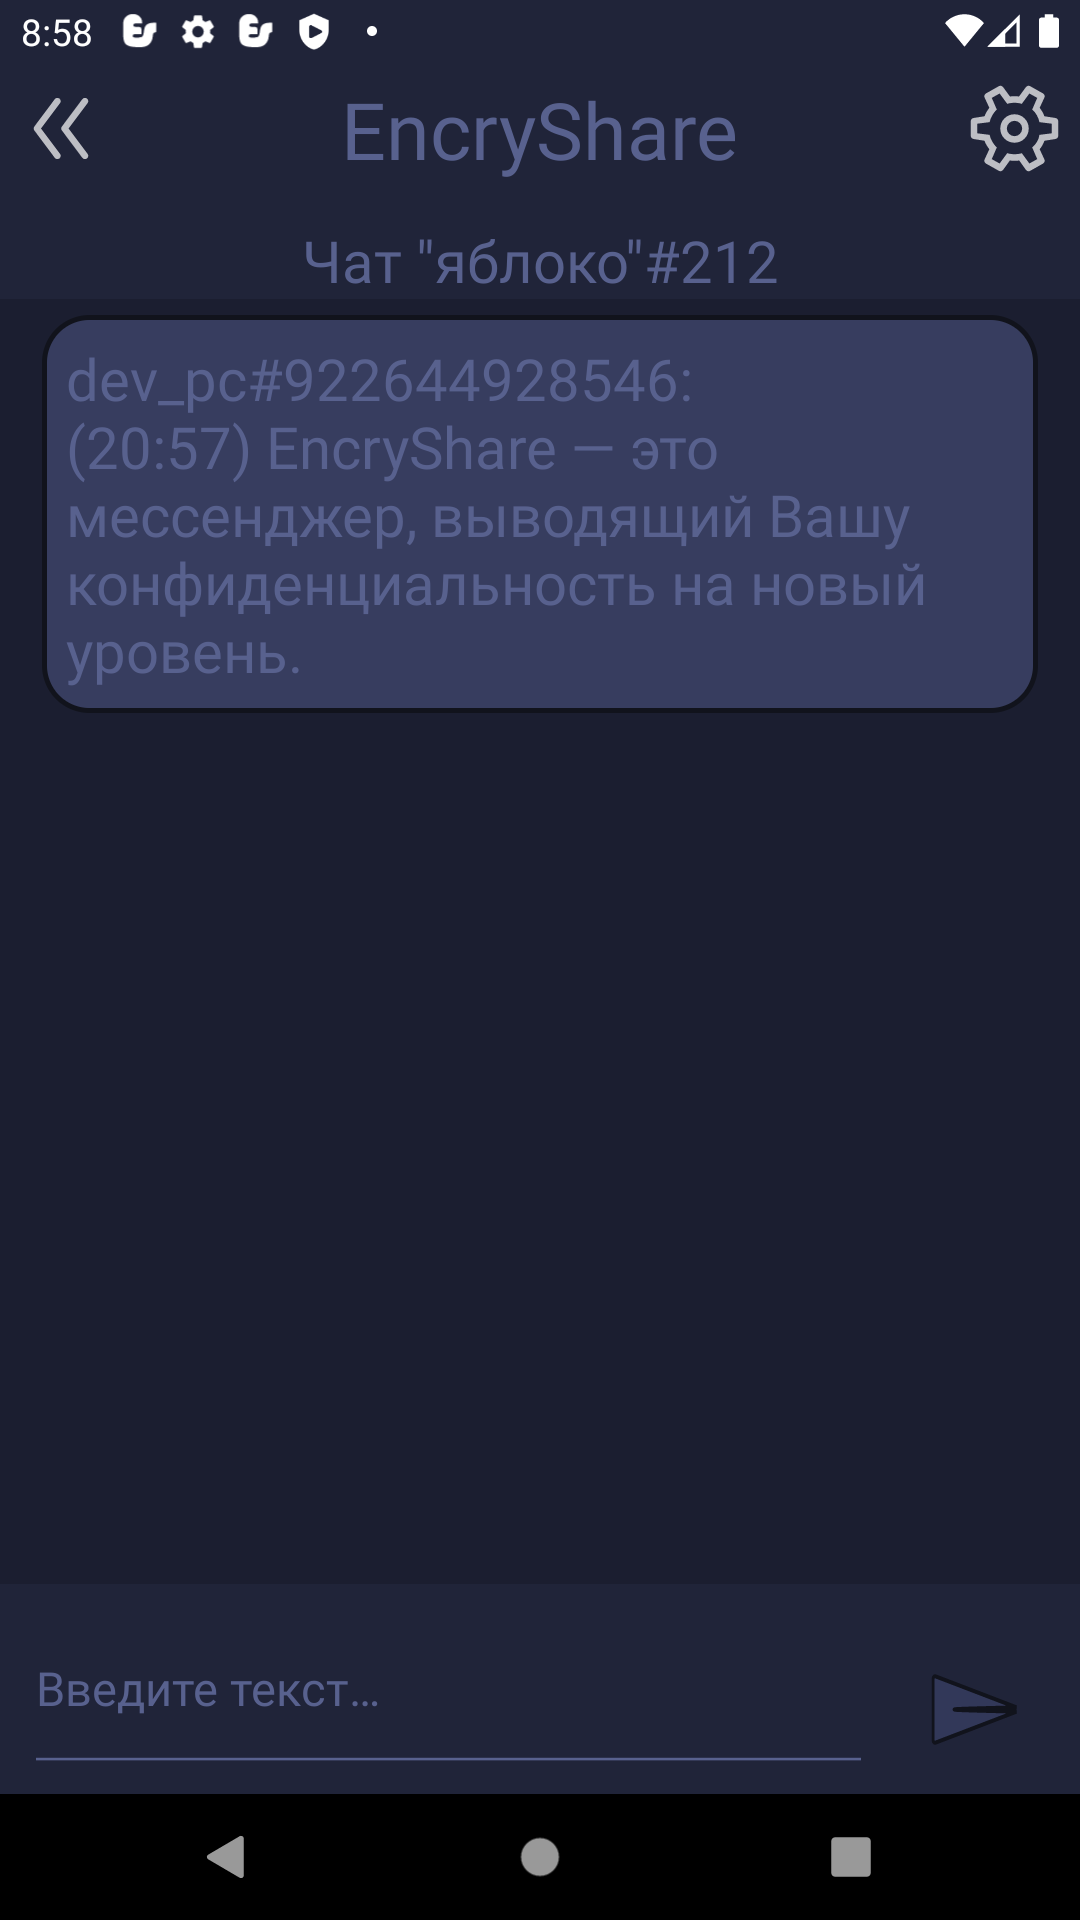 8:58
EncryShare
Чат "яблоко"#212
dev_pc#922644928546:
(20:57) EncryShare — это
мессенджер, выводящий Вашу
конфиденциальность на новый
уровень.
Введите текст...